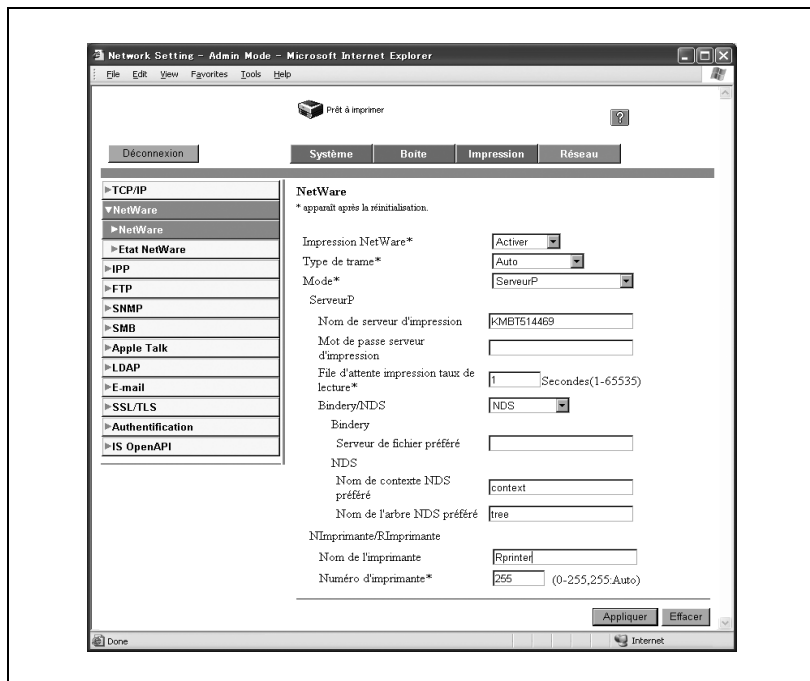 Network Setting - Admin Mode - Microsoft Internet Explorer
File Edit View Favorites Tools Help
Prêt à imprimer
?
Déconnexion
Système Boîte Impression Réseau
TCP/IP
NetWare
NetWare
Etat NetWare
IPP
FTP
SNMP
SMB
Apple Talk
LDAP
E-mail
SSL/TLS
Authentification
IS OpenAPI
NetWare
* apparaît après la réinitialisation.
Impression NetWare* Activer
Type de trame* Auto
Mode* ServeurP
ServeurP
Nom de serveur d'impression KMBT514469
Mot de passe serveur
d'impression
File d'attente impression taux de
lecture* 1 Secondes(1-65535)
Bindery/NDS NDS
Bindery
Serveur de fichier préféré
NDS
Nom de contexte NDS
préféré context
Nom de l'arbre NDS préféré tree
NImprimante/RImprimante
Nom de l'imprimante Rprinter
Numéro d'imprimante* 255 (0-255,255:Auto)
Appliquer Effacer
Done Internet